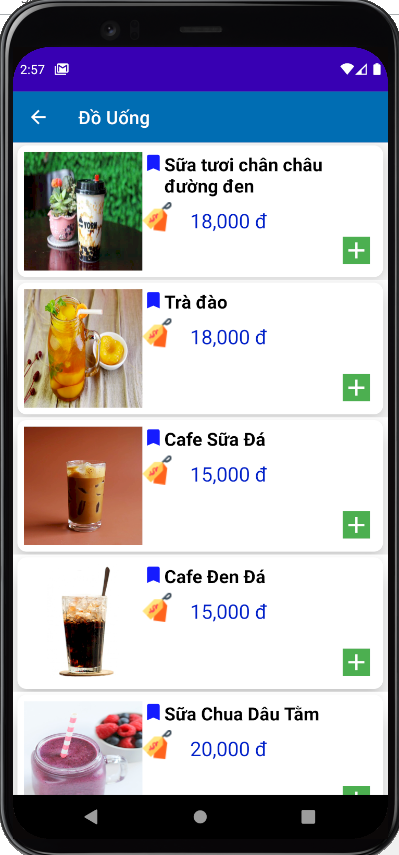 2:57
Đồ Uống
Sữa tươi chân châu
đường đen
18,000 đ
Trà đào
18,000 đ
Cafe Sữa Đá
15,000 đ
Cafe Đen Đá
15,000 đ
Sữa Chua Dâu Tằm
20,000 đ